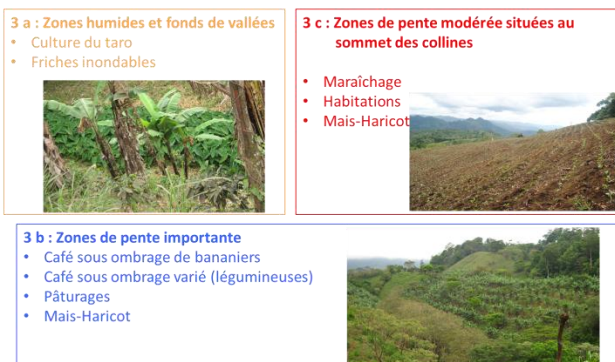 3 a : Zones humides et fonds de vallées
• Culture du taro
• Friches inondables
3 c : Zones de pente modérée situées au
sommet des collines
• Maraîchage
• Habitations
• Mais-Haricot
3 b : Zones de pente importante
• Café sous ombrage de bananiers
• Café sous ombrage varié (légumineuses)
• Pâturages
• Mais-Haricot